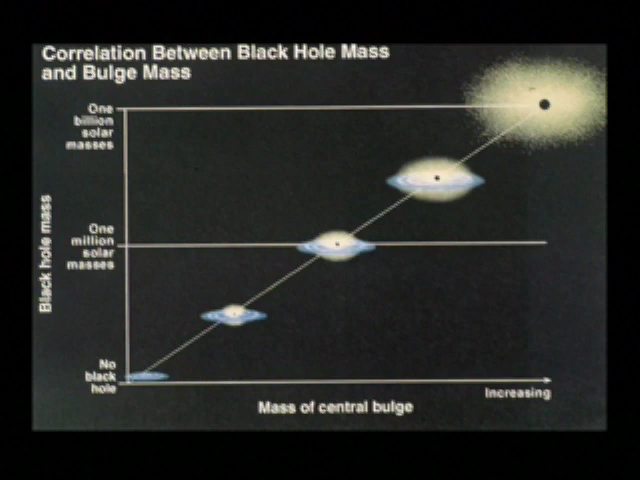 Correlation Between Black Hole Mass
and Bulge Mass
One
billion
solar
masses
Black hole mass
One
million
solar
masses
No
black
hole
Increasing
Mass of central bulge